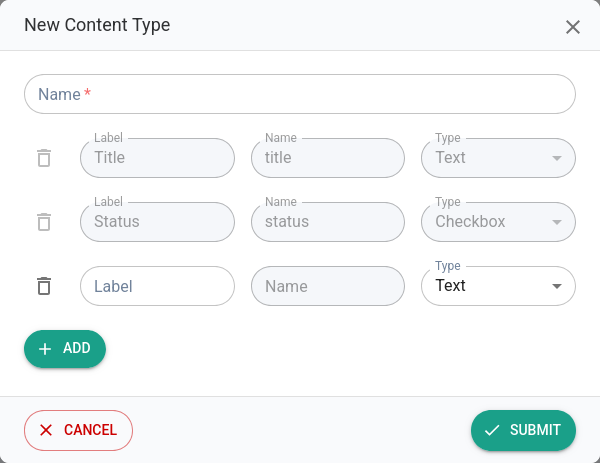 New Content Type
Name *
Label Name Type
Title title Text
Label Name Type
Status status Checkbox
Type
Label Name Text
ADD
CANCEL SUBMIT